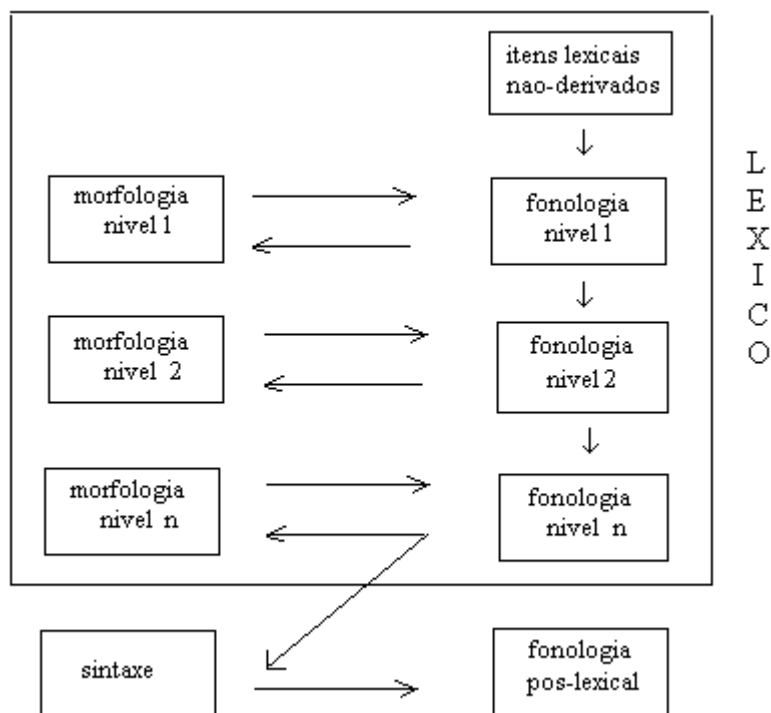 itens lexicais
nao-derivados
morfologia
nivel 1
fonologia
nivel 1
morfologia
nivel 2
fonologia
nivel 2
morfologia
nivel n
fonologia
nivel n
sintaxe
fonologia
pos-lexical
L
E
X
I
C
O